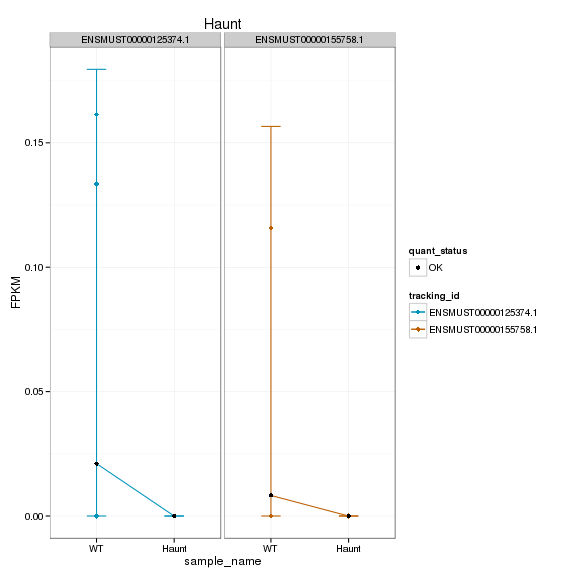 Haunt
ENSMUST00000125374.1 ENSMUST00000155758.1
0.15
0.10
0.05
0.00
FPKM
WT Haunt WT Haunt
sample_name
quant_status
OK
tracking_id
ENSMUST00000125374.1
ENSMUST00000155758.1